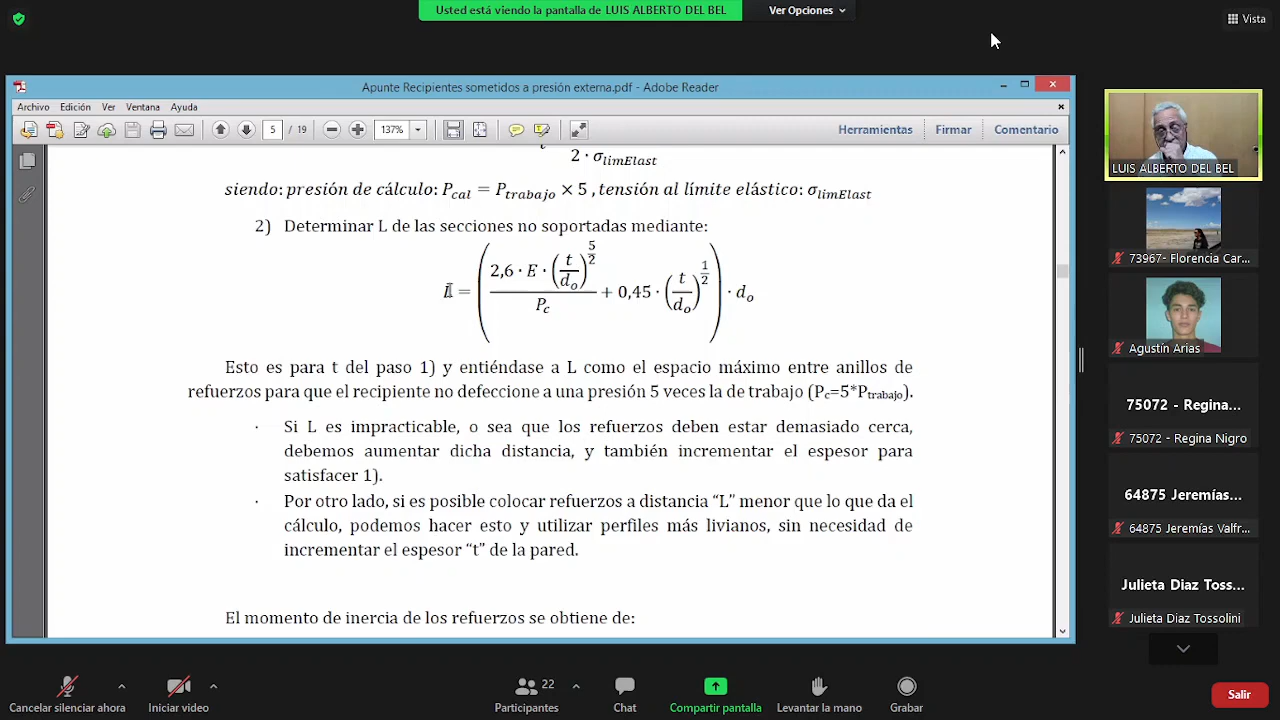 Usted está viendo la pantalla de LUIS ALBERTO DEL BEL
Ver Opciones
Vista
Apunte Recipientes sometidos a presión externa.pdf - Adobe Reader
Archivo Edición Ver Ventana Ayuda
5 / 19 137% Herramientas Firmar Comentario
2 · σlimElast
siendo: presión de cálculo: Pcal = Ptrabajo × 5 , tensión al límite elástico: σlimElast
2) Determinar L de las secciones no soportadas mediante:
L = ( 2,6 · E · (t/do)^5/2 / Pc + 0,45 · (t/do)^1/2 ) · do
Esto es para t del paso 1) y entiéndase a L como el espacio máximo entre anillos de
refuerzos para que el recipiente no defeccione a una presión 5 veces la de trabajo (Pc=5*Ptrabajo).
· Si L es impracticable, o sea que los refuerzos deben estar demasiado cerca,
debemos aumentar dicha distancia, y también incrementar el espesor para
satisfacer 1).
· Por otro lado, si es posible colocar refuerzos a distancia “L” menor que lo que da el
cálculo, podemos hacer esto y utilizar perfiles más livianos, sin necesidad de
incrementar el espesor “t” de la pared.
El momento de inercia de los refuerzos se obtiene de:
LUIS ALBERTO DEL BEL
73967- Florencia Car...
Agustín Arias
75072 - Regina...
75072 - Regina Nigro
64875 Jeremías...
64875 Jeremías Valfr...
Julieta Diaz Toss...
Julieta Diaz Tossolini
Cancelar silenciar ahora
Iniciar video
22
Participantes
Chat
Compartir pantalla
Levantar la mano
Grabar
Salir